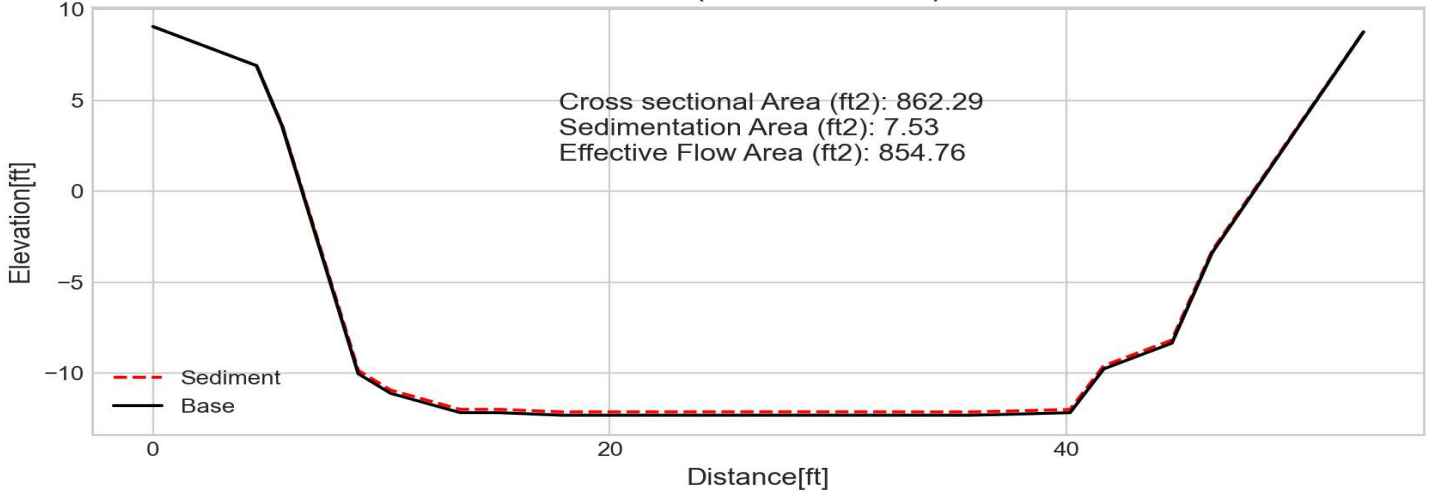 10
5
0
−5
−10
Elevation[ft]
Cross sectional Area (ft2): 862.29
Sedimentation Area (ft2): 7.53
Effective Flow Area (ft2): 854.76
Sediment
Base
0
20
40
Distance[ft]